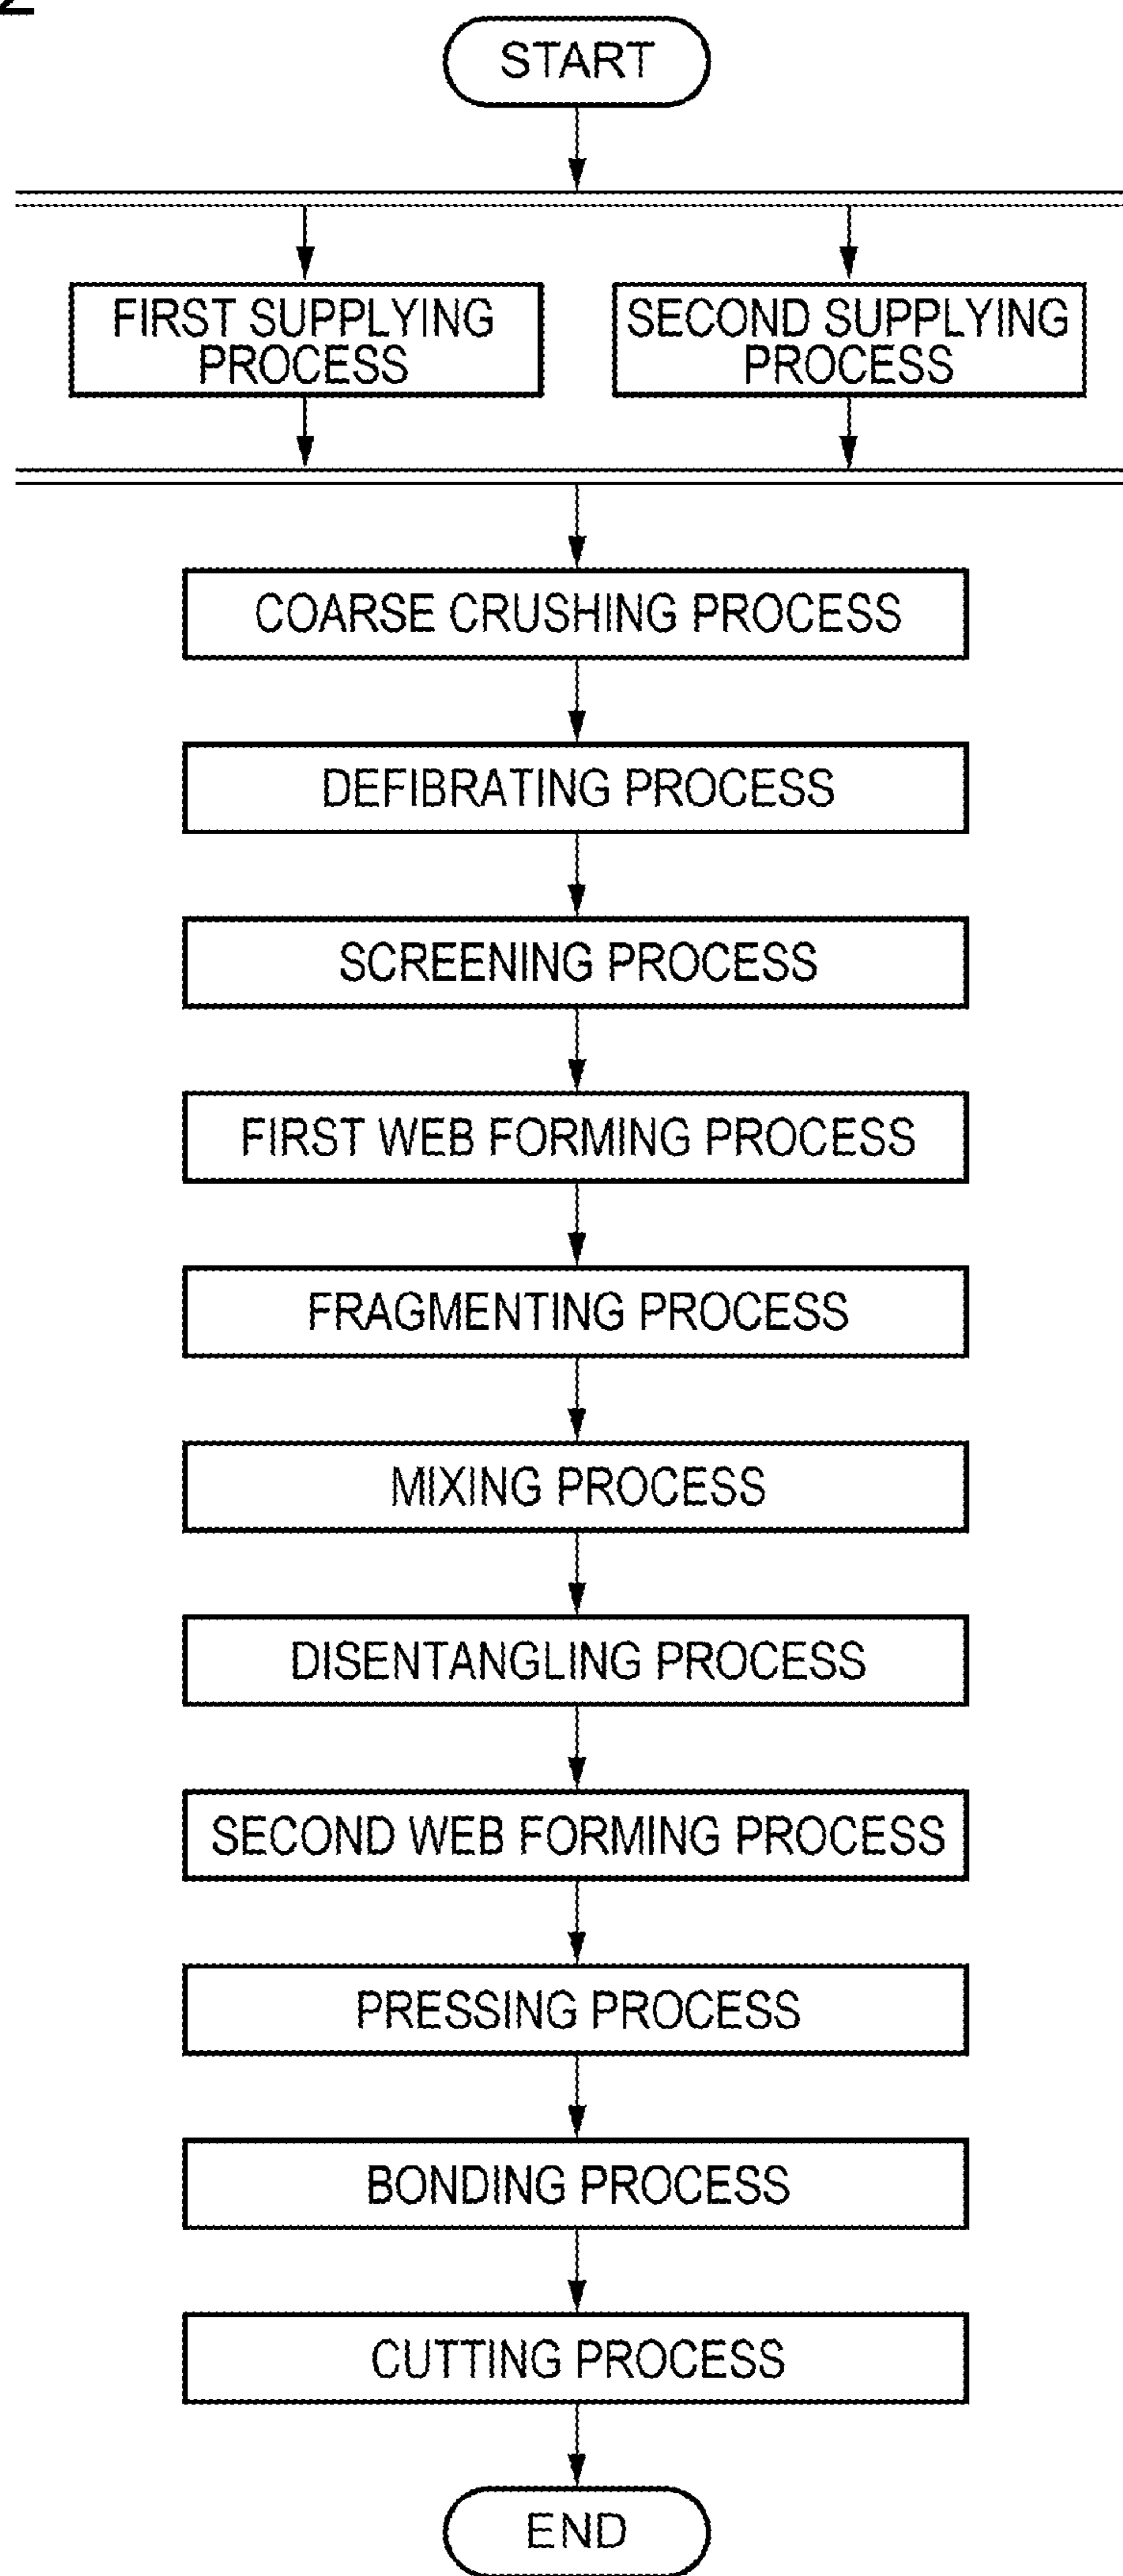 2
START
FIRST SUPPLYING
PROCESS
SECOND SUPPLYING
PROCESS
COARSE CRUSHING PROCESS
DEFIBRATING PROCESS
SCREENING PROCESS
FIRST WEB FORMING PROCESS
FRAGMENTING PROCESS
MIXING PROCESS
DISENTANGLING PROCESS
SECOND WEB FORMING PROCESS
PRESSING PROCESS
BONDING PROCESS
CUTTING PROCESS
END